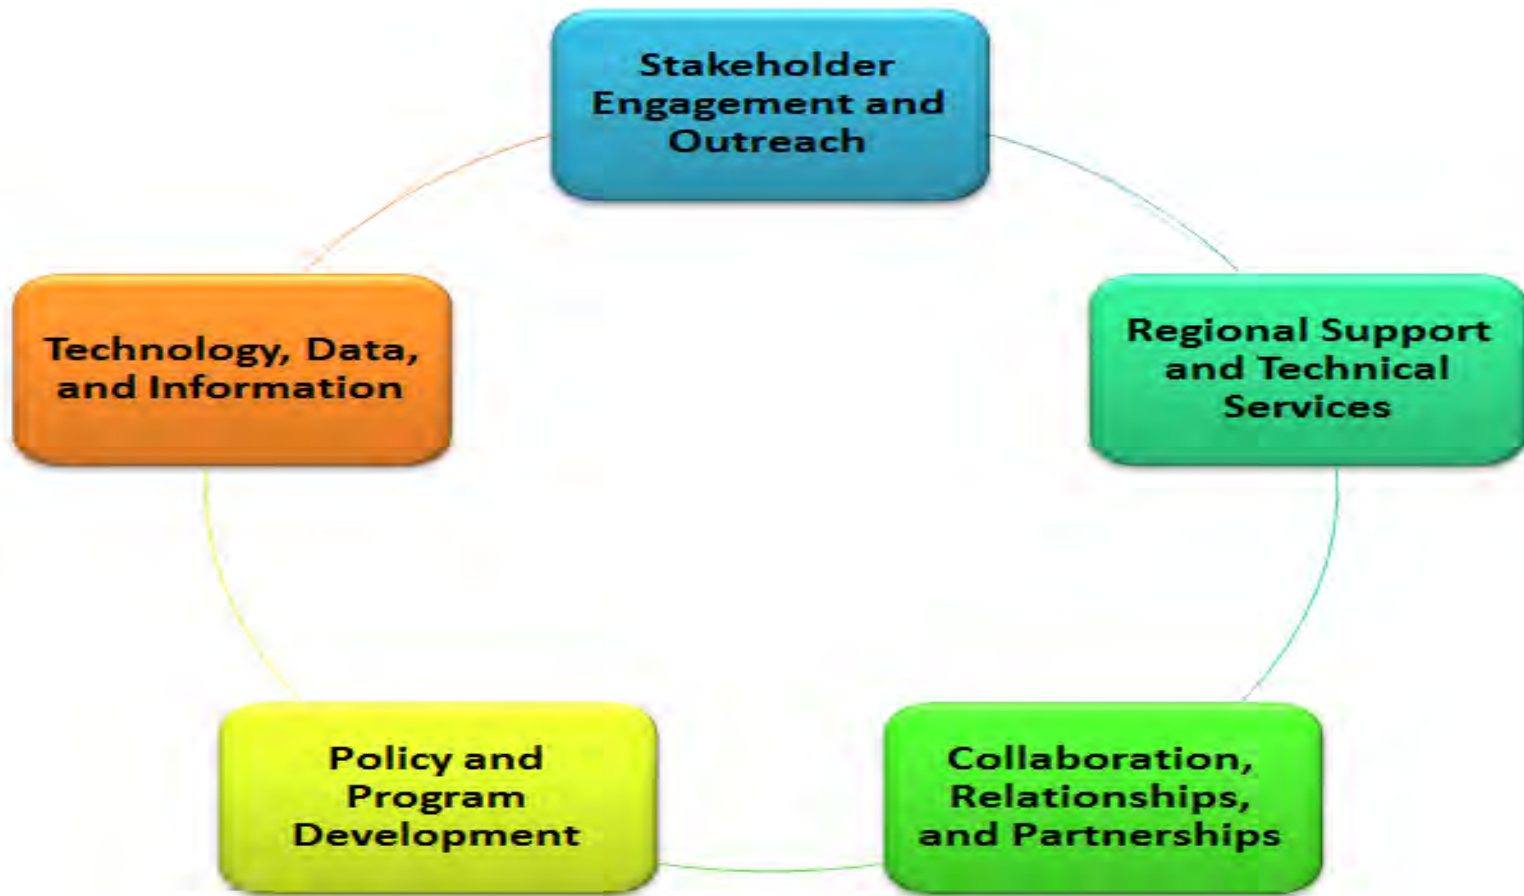 Stakeholder
Engagement and
Outreach
Technology, Data,
and Information
Regional Support
and Technical
Services
Policy and
Program
Development
Collaboration,
Relationships,
and Partnerships